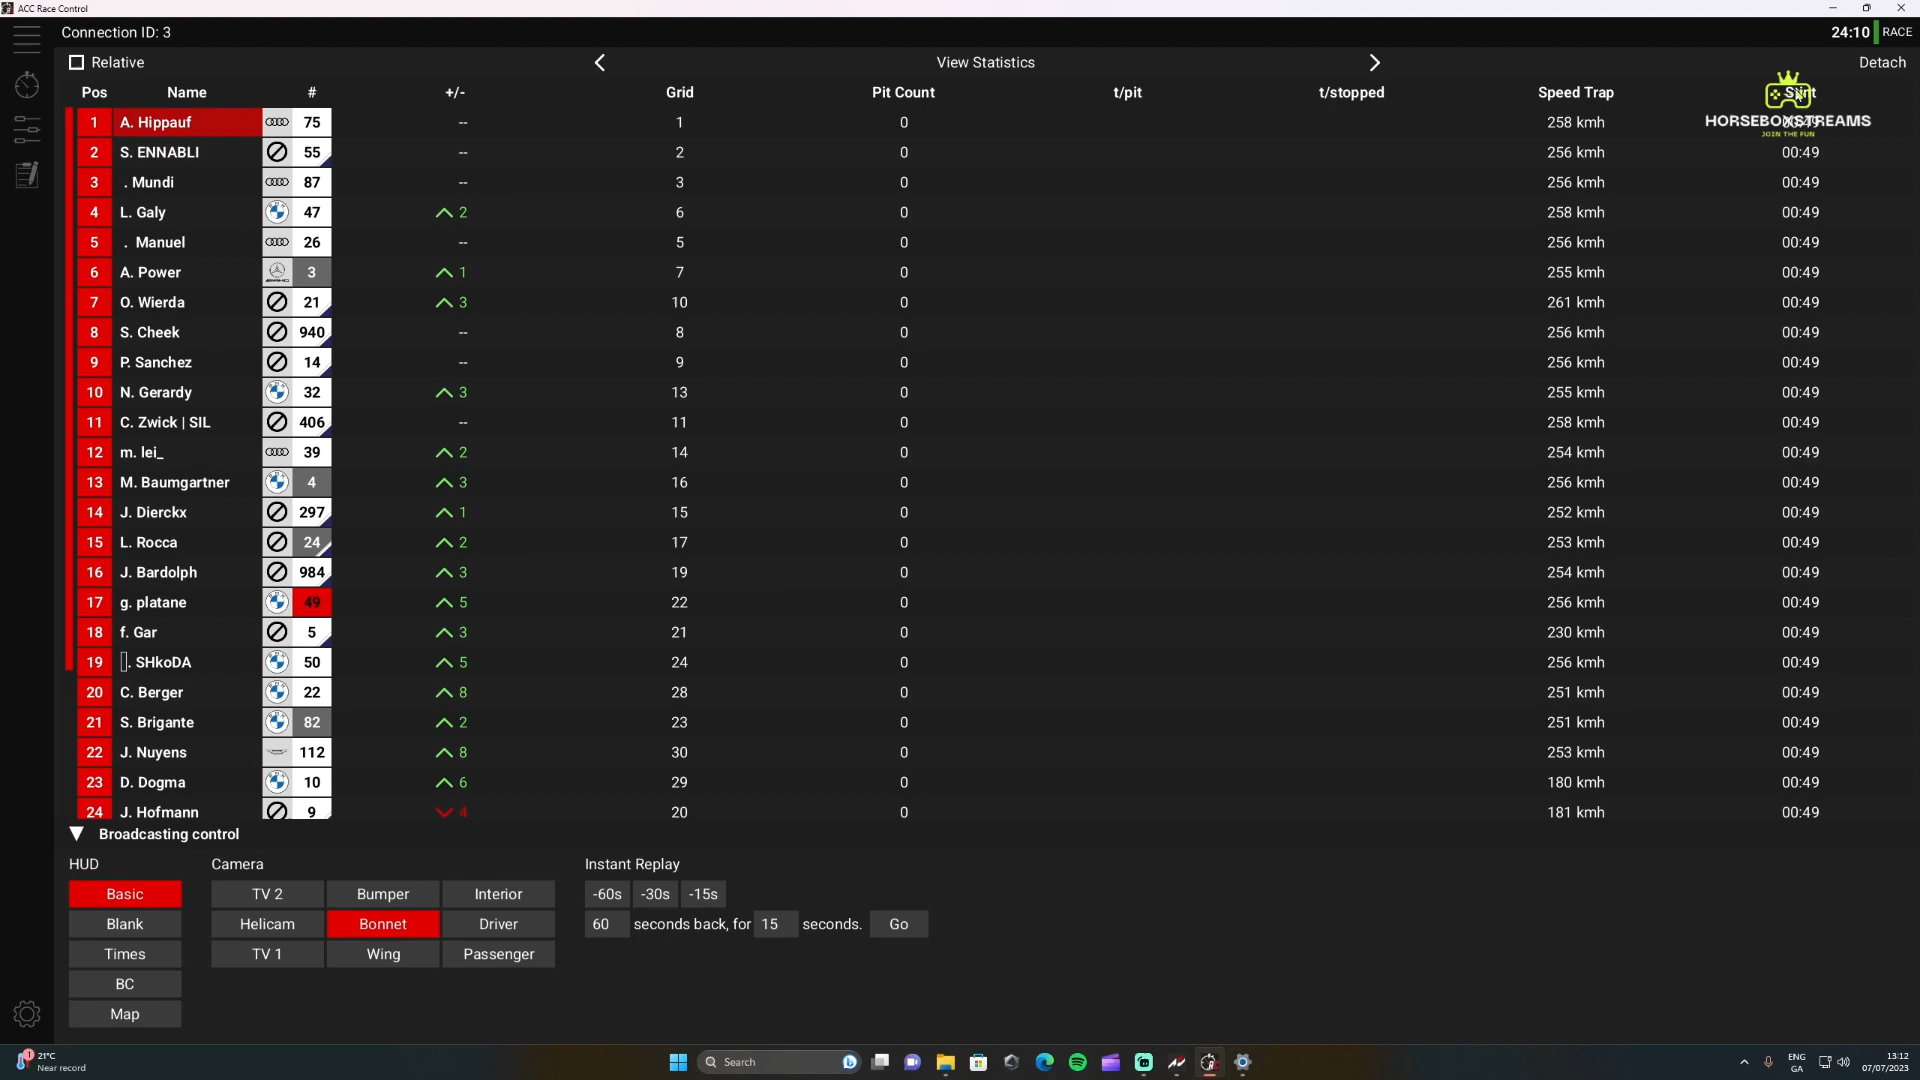 ACC Race Control
Connection ID: 3
24:10 RACE
Relative
View Statistics
Detach
Pos Name # +/- Grid Pit Count t/pit t/stopped Speed Trap Stint
1 A. Hippauf 75 -- 1 0 258 kmh
HORSEBOXSTREAMS
JOIN THE FUN
2 S. ENNABLI 55 -- 2 0 256 kmh 00:49
3 . Mundi 87 -- 3 0 256 kmh 00:49
4 L. Galy 47 2 6 0 258 kmh 00:49
5 . Manuel 26 -- 5 0 256 kmh 00:49
6 A. Power 3 1 7 0 255 kmh 00:49
7 O. Wierda 21 3 10 0 261 kmh 00:49
8 S. Cheek 940 -- 8 0 256 kmh 00:49
9 P. Sanchez 14 -- 9 0 256 kmh 00:49
10 N. Gerardy 32 3 13 0 255 kmh 00:49
11 C. Zwick | SIL 406 -- 11 0 258 kmh 00:49
12 m. lei_ 39 2 14 0 254 kmh 00:49
13 M. Baumgartner 4 3 16 0 256 kmh 00:49
14 J. Dierckx 297 1 15 0 252 kmh 00:49
15 L. Rocca 24 2 17 0 253 kmh 00:49
16 J. Bardolph 984 3 19 0 254 kmh 00:49
17 g. platane 49 5 22 0 256 kmh 00:49
18 f. Gar 5 3 21 0 230 kmh 00:49
19 . SHkoDA 50 5 24 0 256 kmh 00:49
20 C. Berger 22 8 28 0 251 kmh 00:49
21 S. Brigante 82 2 23 0 251 kmh 00:49
22 J. Nuyens 112 8 30 0 253 kmh 00:49
23 D. Dogma 10 6 29 0 180 kmh 00:49
24 J. Hofmann 9 4 20 0 181 kmh 00:49
Broadcasting control
HUD Camera Instant Replay
Basic TV 2 Bumper Interior -60s -30s -15s
Blank Helicam Bonnet Driver 60 seconds back, for 15 seconds. Go
Times TV 1 Wing Passenger
BC
Map
1 21°C
Near record
Search
ENG
GA
13:12
07/07/2023